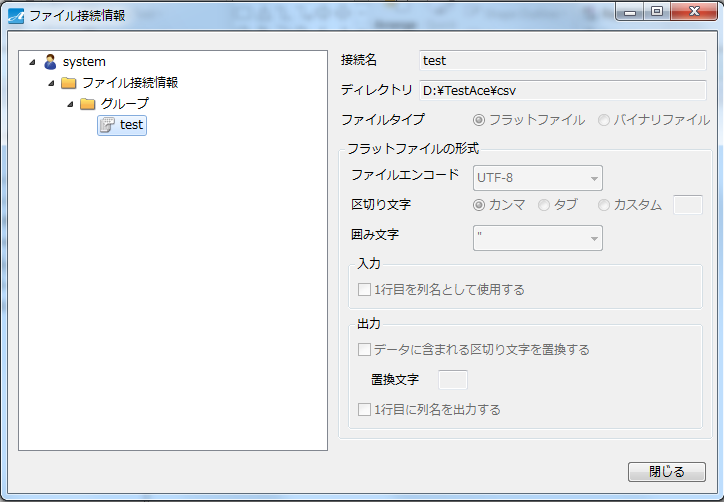 ファイル接続情報
system
ファイル接続情報
グループ
test
接続名 test
ディレクトリ D:¥TestAce¥csv
ファイルタイプ フラットファイル バイナリファイル
フラットファイルの形式
ファイルエンコード UTF-8
区切り文字 カンマ タブ カスタム
囲み文字 "
入力
1行目を列名として使用する
出力
データに含まれる区切り文字を置換する
置換文字
1行目に列名を出力する
閉じる